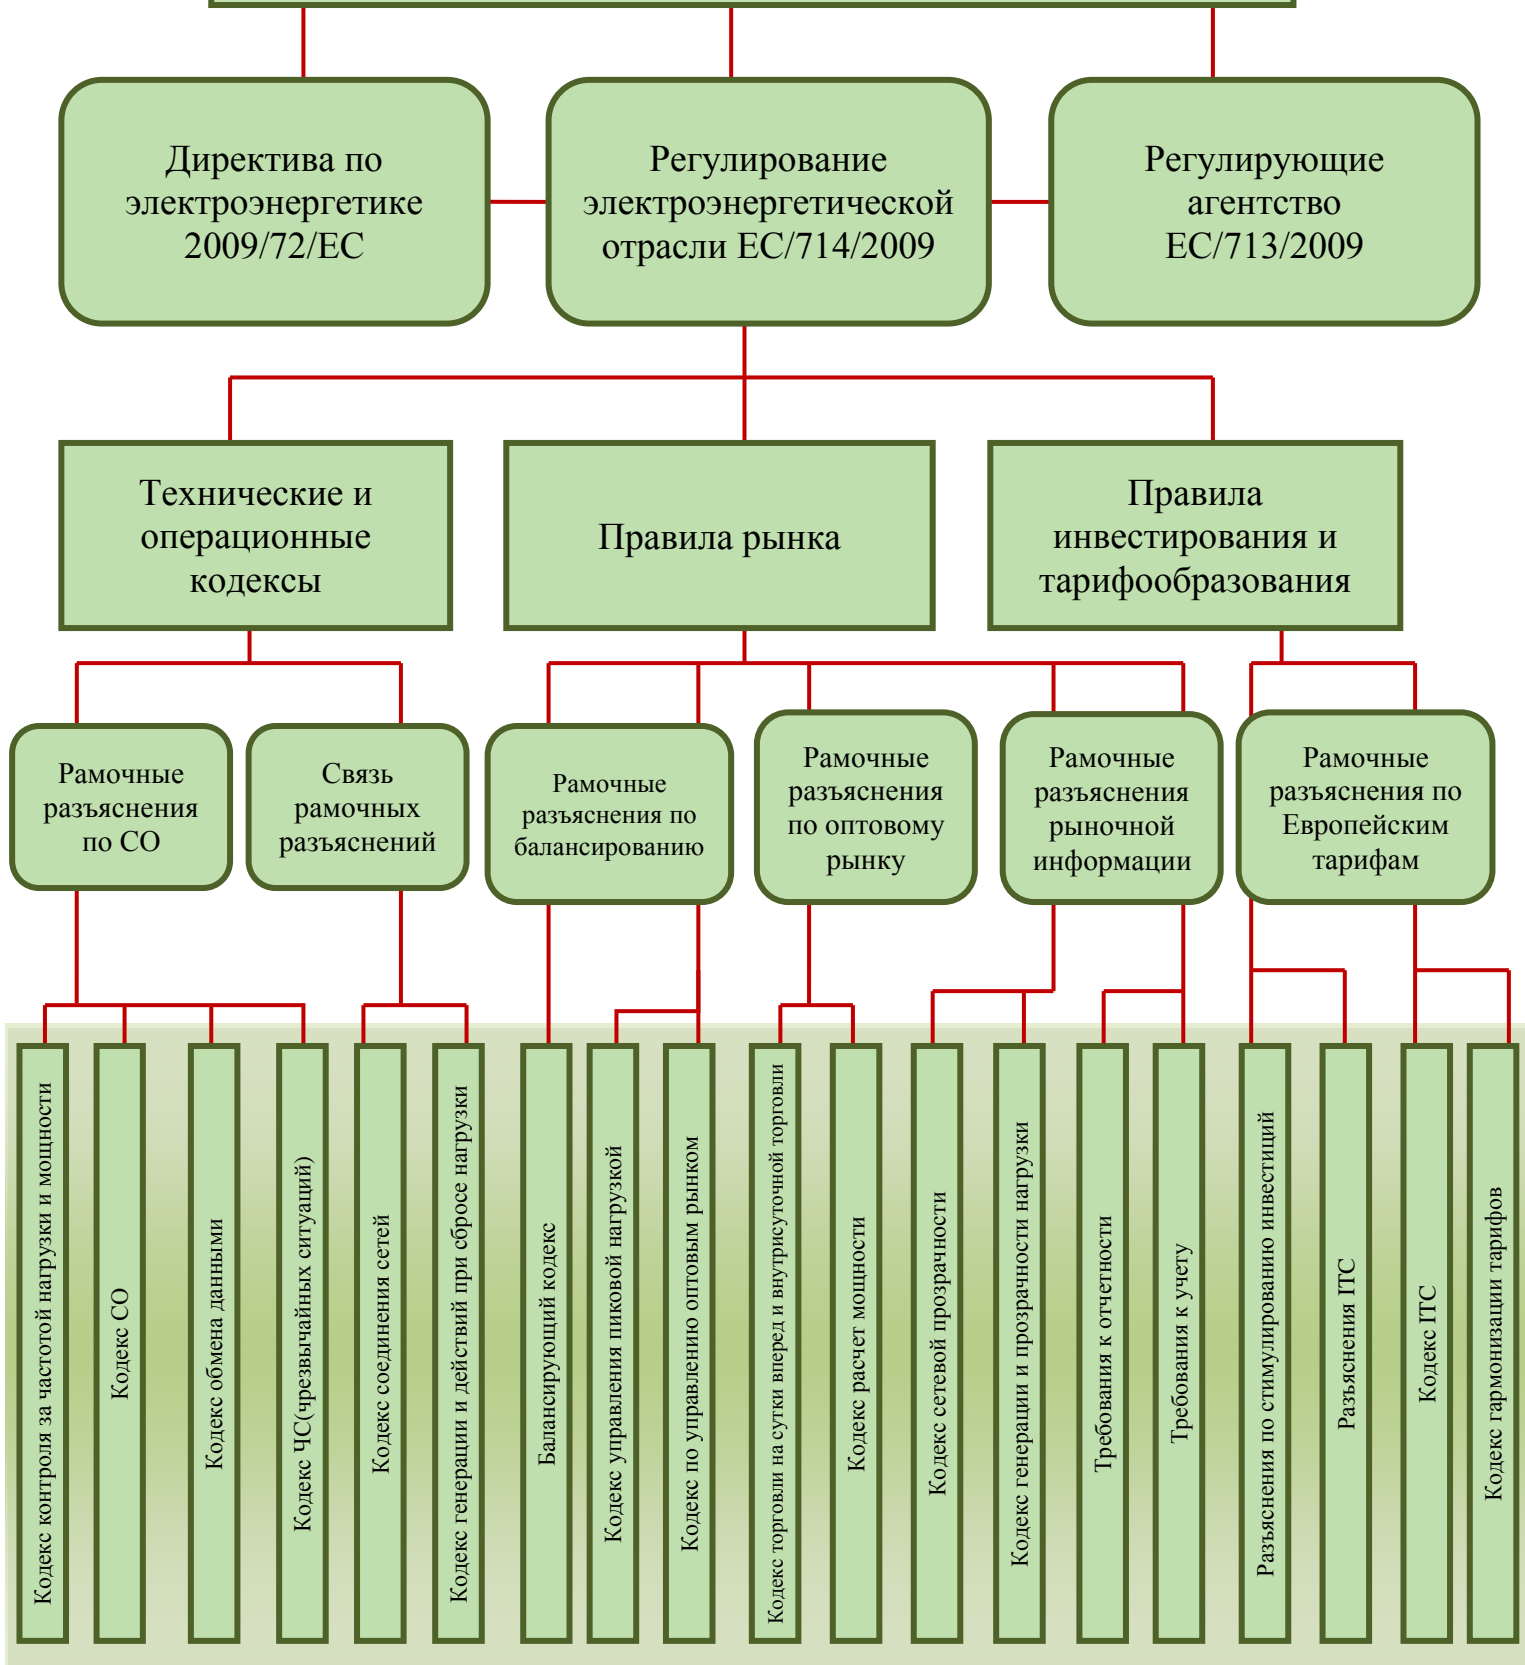 Директива по
электроэнергетике
2009/72/ЕС
Регулирование
электроэнергетической
отрасли ЕС/714/2009
Регулирующие
агентство
ЕС/713/2009
Технические и
операционные
кодексы
Правила рынка
Правила
инвестирования и
тарифообразования
Рамочные
разъяснения
по СО
Связь
рамочных
разъяснений
Рамочные
разъяснения по
балансированию
Рамочные
разъяснения
по оптовому
рынку
Рамочные
разъяснения
рыночной
информации
Рамочные
разъяснения по
Европейским
тарифам
Кодекс контроля за частотой нагрузки и мощности
Кодекс СО
Кодекс обмена данными
Кодекс ЧС(чрезвычайных ситуаций)
Кодекс соединения сетей
Кодекс генерации и действий при сбросе нагрузки
Балансирующий кодекс
Кодекс управления пиковой нагрузкой
Кодекс по управлению оптовым рынком
Кодекс торговли на сутки вперед и внутрисуточной торговли
Кодекс расчет мощности
Кодекс сетевой прозрачности
Кодекс генерации и прозрачности нагрузки
Требования к отчетности
Требования к учету
Разъяснения по стимулированию инвестиций
Разъяснения ITC
Кодекс ITC
Кодекс гармонизации тарифов